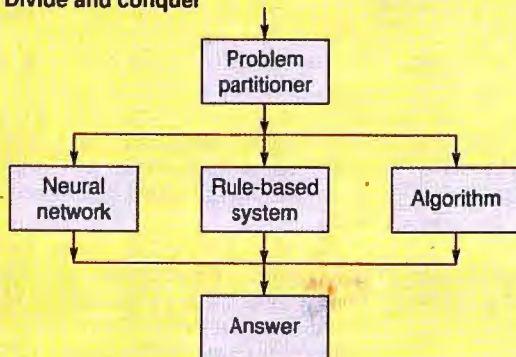 Divide and conquer
Problem
partitioner
Neural
network
Rule-based
system
Algorithm
Answer